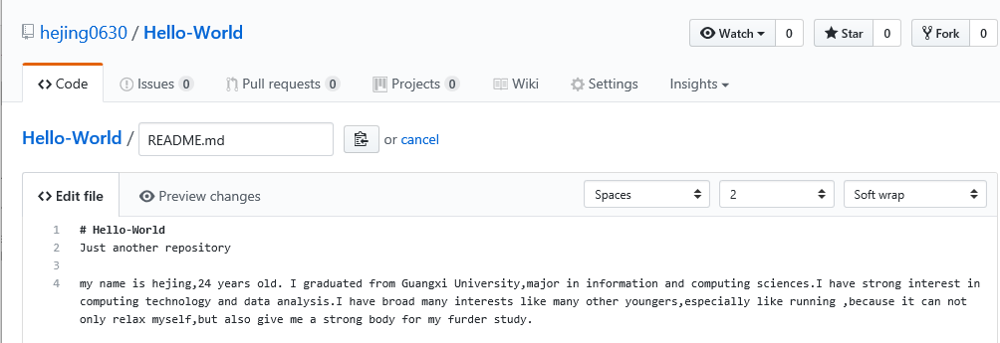 hejing0630 / Hello-World
Watch 0 Star 0 Fork 0
Code Issues 0 Pull requests 0 Projects 0 Wiki Settings Insights
Hello-World / README.md or cancel
Edit file Preview changes Spaces 2 Soft wrap
1 # Hello-World
2 Just another repository
3
4 my name is hejing,24 years old. I graduated from Guangxi University,major in information and computing sciences.I have strong interest in
computing technology and data analysis.I have broad many interests like many other youngers,especially like running ,because it can not
only relax myself,but also give me a strong body for my furder study.